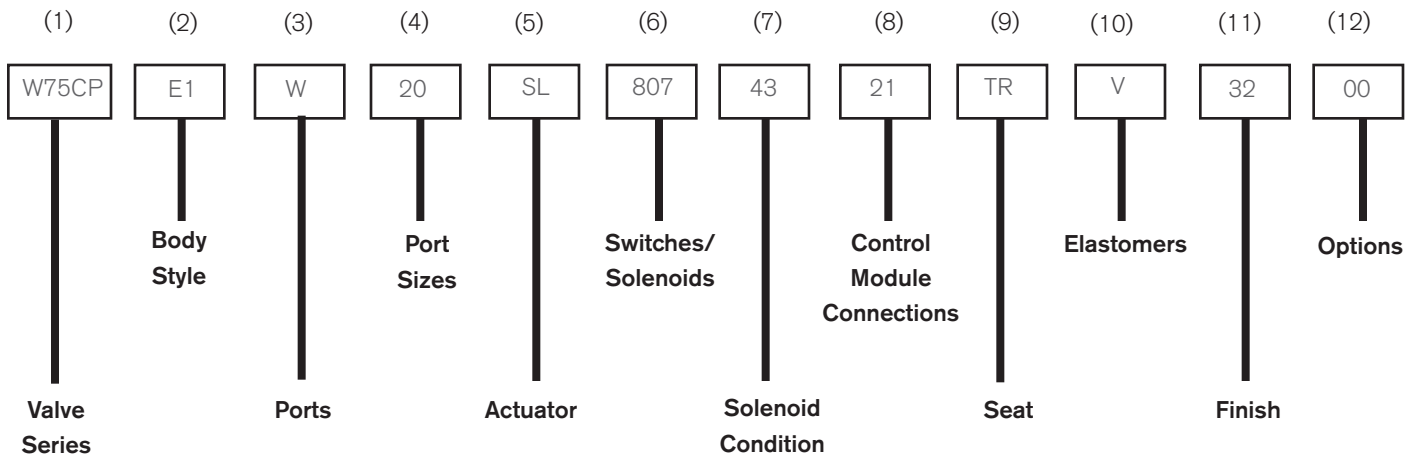 (1) (2) (3) (4) (5) (6) (7) (8) (9) (10) (11) (12)
W75CP E1 W 20 SL 807 43 21 TR V 32 00
Body Style
Port Sizes
Switches/ Solenoids
Control Module Connections
Elastomers
Options
Valve Series
Ports
Actuator
Solenoid Condition
Seat
Finish